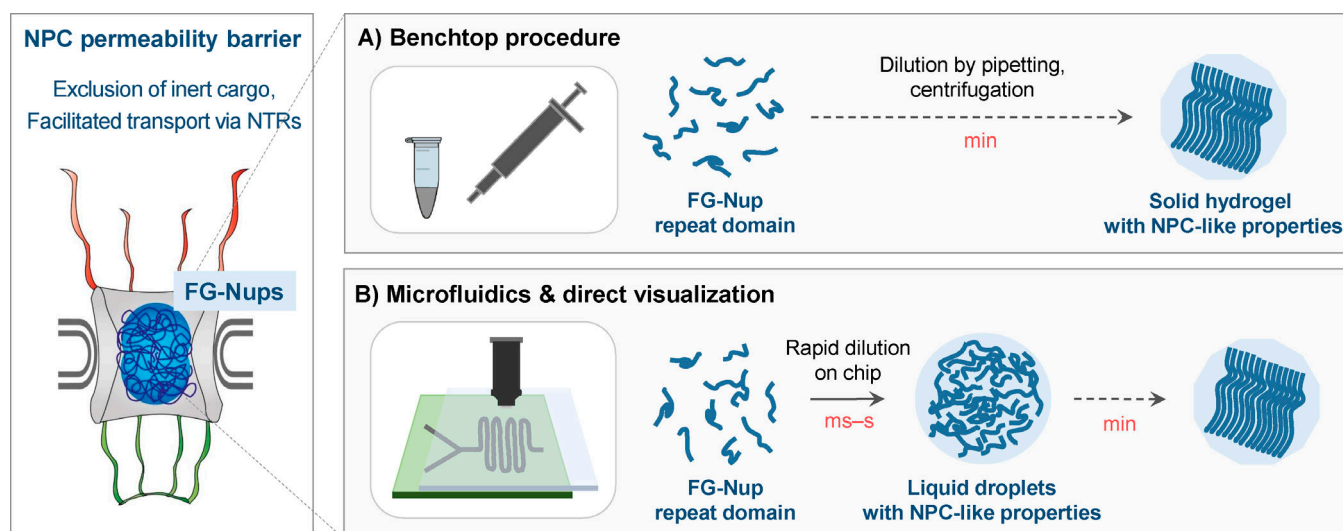 NPC permeability barrier
Exclusion of inert cargo,
Facilitated transport via NTRs
FG-Nups
A) Benchtop procedure
FG-Nup
repeat domain
Dilution by pipetting,
centrifugation
min
Solid hydrogel
with NPC-like properties
B) Microfluidics & direct visualization
FG-Nup
repeat domain
Rapid dilution
on chip
ms–s
Liquid droplets
with NPC-like properties
min